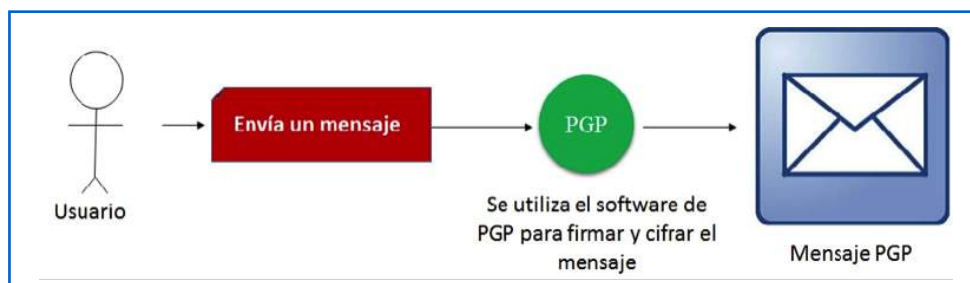 Envía un mensaje
PGP
Usuario
Se utiliza el software de
PGP para firmar y cifrar el
mensaje
Mensaje PGP